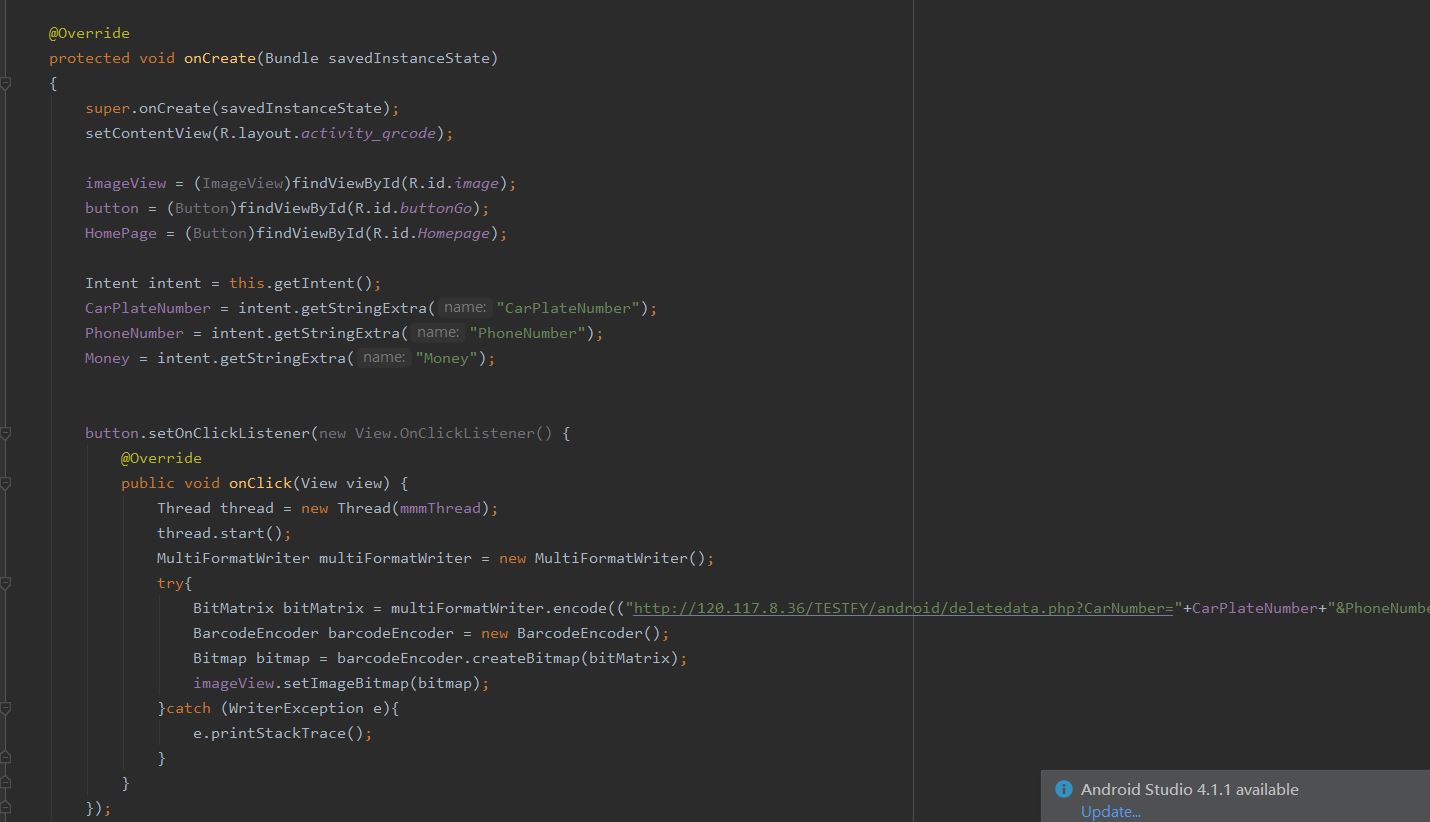 @Override
protected void onCreate(Bundle savedInstanceState)
{
super.onCreate(savedInstanceState);
setContentView(R.layout.activity_qrcode);
imageView = (ImageView)findViewById(R.id.image);
button = (Button)findViewById(R.id.buttonGo);
HomePage = (Button)findViewById(R.id.Homepage);
Intent intent = this.getIntent();
CarPlateNumber = intent.getStringExtra( name: "CarPlateNumber");
PhoneNumber = intent.getStringExtra( name: "PhoneNumber");
Money = intent.getStringExtra( name: "Money");
button.setOnClickListener(new View.OnClickListener() {
@Override
public void onClick(View view) {
Thread thread = new Thread(mmmThread);
thread.start();
MultiFormatWriter multiFormatWriter = new MultiFormatWriter();
try{
BitMatrix bitMatrix = multiFormatWriter.encode(("http://120.117.8.36/TESTFY/android/deletedata.php?CarNumber="+CarPlateNumber+"&PhoneNumbe
BarcodeEncoder barcodeEncoder = new BarcodeEncoder();
Bitmap bitmap = barcodeEncoder.createBitmap(bitMatrix);
imageView.setImageBitmap(bitmap);
}catch (WriterException e){
e.printStackTrace();
}
}
});
Android Studio 4.1.1 available
Update...